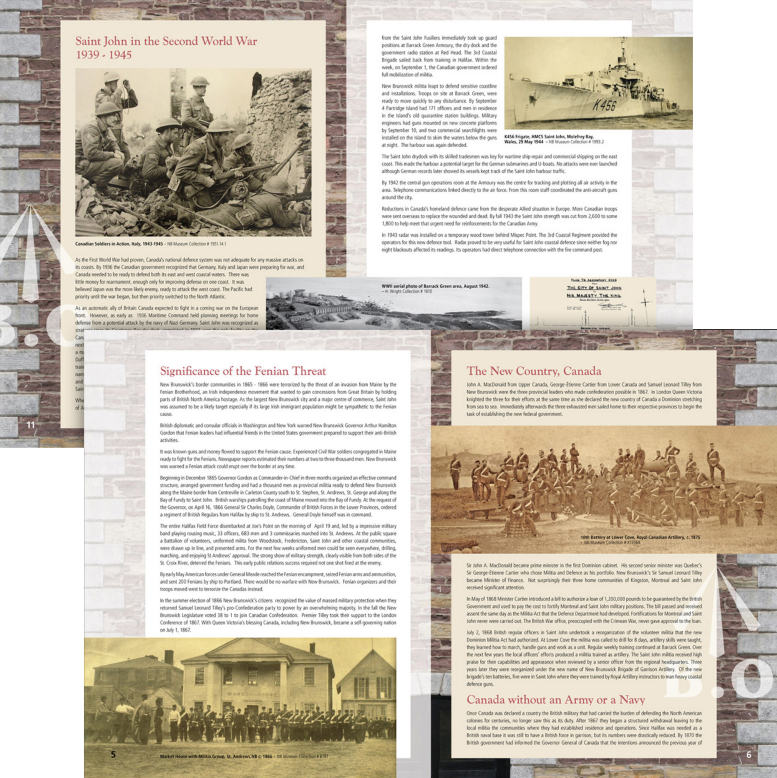 Saint John in the Second World War
1939 - 1945
Canadian Soldiers in Action, Italy, 1943-1945 - NB Museum Collection # 1951.14.1
As the First World War had proven, Canada's national defence system was not adequate for any massive attacks on
its coasts. By 1936 the Canadian government recognized that Germany, Italy and Japan were preparing for war, and
Canada needed to be ready to defend both its east and west coastal waters. There was
little money for rearmament, enough only for improving defense on one coast. It was
believed Japan was the more likely enemy, ready to attack the west coast. The Pacific had
priority until the war began, but then priority switched to the North Atlantic.
As an automatic ally of Britain Canada expected to fight in a coming war on the European
front. However, as early as 1936 Maritime Command held planning meetings for home
defense from a potential attack by the navy of Nazi Germany. Saint John was recognized as
11
from the Saint John Fusiliers immediately took up guard
positions at Barrack Green Armoury, the dry dock and the
government radio station at Red Head. The 3rd Coastal
Brigade sailed back from training in Halifax. Within the
week, on September 1, the Canadian government ordered
full mobilization of militia.
New Brunswick militia leapt to defend sensitive coastline
and installations. Troops on site at Barrack Green, were
ready to move quickly to any disturbance. By September
4 Partridge Island had 171 officers and men in residence
in the Island's old quarantine station buildings. Military
engineers had guns mounted on new concrete platforms
by September 10, and two commercial searchlights were
installed on the island to skim the waters below the guns
at night. The harbour was again defended.
K456
K456 Frigate, HMCS Saint John, Molefroy Bay,
Wales, 29 May 1944 - NB Museum Collection # 1993.2
The Saint John drydock with its skilled tradesmen was key for wartime ship repair and commercial shipping on the east
coast. This made the harbour a potential target for the German submarines and U-boats. No attacks were ever launched
although German records later showed its vessels kept track of the Saint John harbour traffic.
By 1942 the central gun operations room at the Armoury was the centre for tracking and plotting all air activity in the
area. Telephone communications linked directly to the air force. From this room staff coordinated the anti-aircraft guns
around the city.
Reductions in Canada's homeland defence came from the desperate Allied situation in Europe. More Canadian troops
were sent overseas to replace the wounded and dead. By fall 1943 the Saint John strength was cut from 2,600 to some
1,800 to help meet that urgent need for reinforcements for the Canadian Army.
In 1943 radar was installed on a temporary wood tower behind Mispec Point. The 3rd Coastal Regiment provided the
operators for this new defence tool. Radar proved to be very useful for Saint John coastal defence since neither fog nor
night blackouts affected its readings. Its operators had direct telephone connection with the fire command post.
WWII aerial photo of Barrack Green area, August 1942.
- H. Wright Collection # 1610
THE CITY OF SAINT JOHN
HIS MAJESTY THE KING
Significance of the Fenian Threat
New Brunswick's border communities in 1865 - 1866 were terrorized by the threat of an invasion from Maine by the
Fenian Brotherhood, an Irish independence movement that wanted to gain concessions from Great Britain by holding
parts of British North America hostage. As the largest New Brunswick city and a major centre of commerce, Saint John
was assumed to be a likely target especially if its large Irish immigrant population might be sympathetic to the Fenian
cause.
British diplomatic and consular officials in Washington and New York warned New Brunswick Governor Arthur Hamilton
Gordon that Fenian leaders had influential friends in the United States government prepared to support their anti-British
activities.
It was known guns and money flowed to support the Fenian cause. Experienced Civil War soldiers congregated in Maine
ready to fight for the Fenians. Newspaper reports estimated their numbers at two to three thousand men. New Brunswick
was warned a Fenian attack could erupt over the border at any time.
Beginning in December 1865 Governor Gordon as Commander-in-Chief in three months organized an effective command
structure, arranged government funding and had a thousand men as provincial militia ready to defend New Brunswick
along the Maine border from Centreville in Carleton County south to St. Stephen, St. Andrews, St. George and along the
Bay of Fundy to Saint John. British warships patrolling the coast of Maine moved into the Bay of Fundy. At the request of
the Governor, on April 16, 1866 General Sir Charles Doyle, Commander of British Forces in the Lower Provinces, ordered
a regiment of British Regulars from Halifax by ship to St. Andrews. General Doyle himself was in command.
The entire Halifax Field Force disembarked at Joe's Point on the morning of April 19 and, led by a impressive military
band playing rousing music, 33 officers, 683 men and 3 commissaries marched into St. Andrews. At the public square
a battalion of volunteers, uniformed militia from Woodstock, Fredericton, Saint John and other coastal communities,
were drawn up in line, and presented arms. For the next few weeks uniformed men could be seen everywhere, drilling,
marching, and enjoying St Andrews' applause. The strong show of military strength, clearly visible from both sides of the
St. Croix River, deterred the Fenians. This early public relations success required not one shot fired at the enemy.
By early May American forces under General Meade reached the Fenian encampment, seized Fenian arms and ammunitions,
and sent 200 Fenians by ship to Portland. There would be no warfare with New Brunswick. Fenian organizers and their
troops moved west to terrorize the Canadas.
In the summer election of 1866 New Brunswick's citizens recognized the value of massed military protection when they
returned Samuel Leonard Tilley's pro-Confederation party to power by an overwhelming majority. In the fall the New
Brunswick Legislature voted 38 to 1 to join Canadian Confederation. Premier Tilley took their support to the London
Conference of 1867. With Queen Victoria's blessing Canada, including New Brunswick, became a self-governing nation
on July 1, 1867.
5
Market House with Militia Group, St. Andrews, NB c. 1866 - NB Museum Collection
The New Country, Canada
John A. MacDonald from Upper Canada, George-Étienne Cartier from Lower Canada and Samuel Leonard Tilley from
New Brunswick were the three provincial leaders who made confederation possible in 1867. In London Queen Victoria
knighted the three for their efforts at the same time as she declared the new country of Canada a Dominion stretching
from sea to sea. Immediately afterwards the three exhausted men sailed home to their respective provinces to begin the
task of establishing the new federal government.
10th Battery at Lower Cove, Royal Canadian Artillery, c. 1875
Sir John A. MacDonald became prime minister in the first Dominion cabinet. His second senior minister was Quebec's
Sir George-Étienne Cartier who chose Militia and Defence as his portfolio. New Brunswick's Sir Samuel Leonard Tilley
became Minister of Finance. Not surprisingly their three home communities of Kingston, Montreal and Saint John
received significant attention.
In May of 1868 Minister Cartier introduced a bill to authorize a loan of 1,200,000 pounds to be guaranteed by the British
Government and used to pay the cost to fortify Montreal and Saint John military positions. The bill passed and received
assent the same day as the Militia Act that the Defence Department had developed. Fortifications for Montreal and Saint
John never were carried out. The British War office, preoccupied with the Crimean War, never gave approval to the loan.
July 2, 1868 British regular officers in Saint John undertook a reorganization of the volunteer militia that the new
Dominion Militia Act had authorized. At Lower Cove the militia was called to drill for 8 days, artillery skills were taught,
they learned how to march, handle guns and work as a unit. Regular weekly training continued at Barrack Green. Over
the next few years the local officers' efforts produced a militia trained as artillery. The Saint John militia received high
praise for their capabilities and appearance when reviewed by a senior officer from the regional headquarters. Three
years later they were reorganized under the new name of New Brunswick Brigade of Garrison Artillery. Of the new
brigade's ten batteries, five were in Saint John where they were trained by Royal Artillery instructors to man heavy coastal
defence guns.
Canada without an Army or a Navy
Once Canada was declared a country the British military that had carried the burden of defending the North American
colonies for centuries, no longer saw this as its duty. After 1867 they began a structured withdrawal leaving to the
local militia the communities where they had established residence and operations. Since Halifax was needed as a
British naval base it was still to have a British force in garrison, but its numbers were drastically reduced. By 1870 the
British government had informed the Governor General of Canada that the intentions announced the previous year of
6